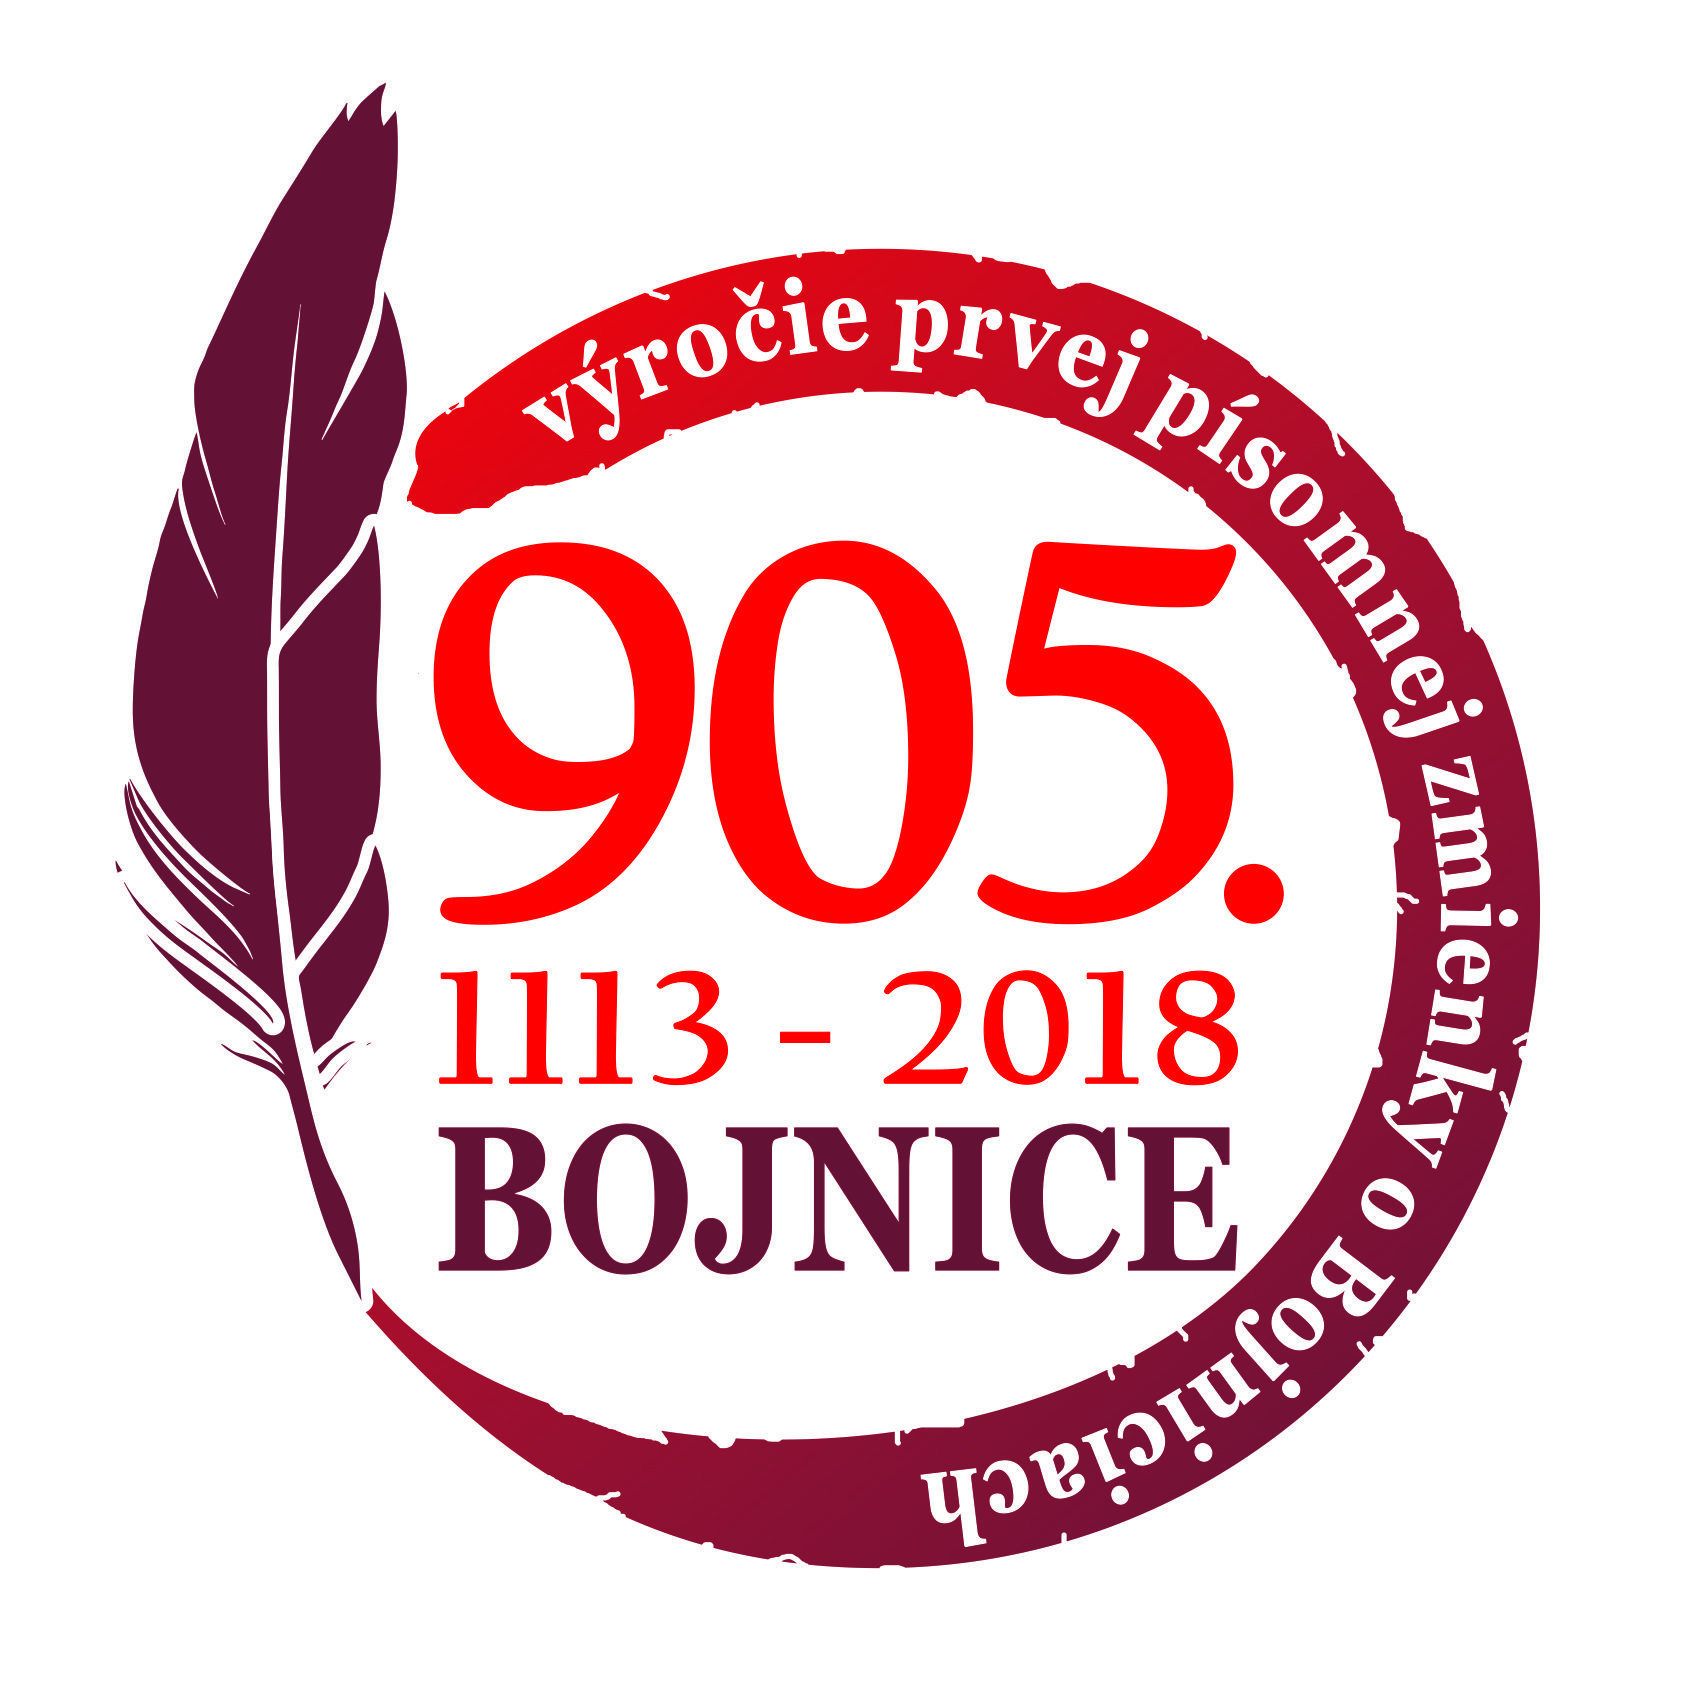 výročie prvej písomnej zmienky o Bojniciach
905.
1113 - 2018
BOJNICE